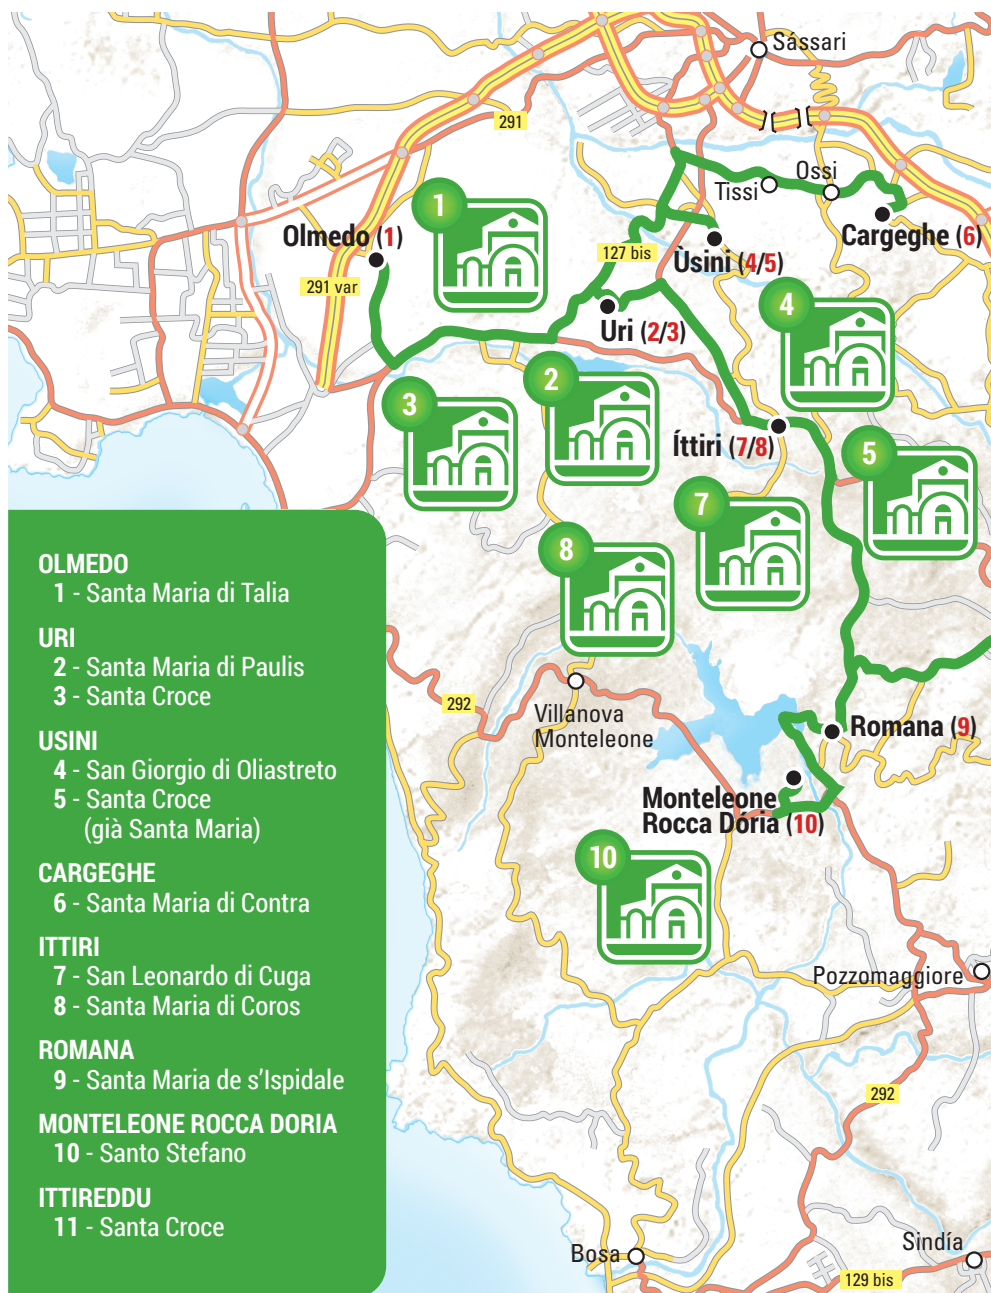 Sássari
291
Ossi
Tissi
1
Olmedo (1)
127 bis
Cargeghe (6)
Ùsini (4/5)
291 var
4
Uri (2/3)
2
3
Íttiri (7/8)
5
7
8
OLMEDO
1 - Santa Maria di Talia
URI
2 - Santa Maria di Paulis
3 - Santa Croce
USINI
4 - San Giorgio di Oliastreto
5 - Santa Croce
(già Santa Maria)
CARGEGHE
6 - Santa Maria di Contra
ITTIRI
7 - San Leonardo di Cuga
8 - Santa Maria di Coros
ROMANA
9 - Santa Maria de s'Ispidale
MONTELEONE ROCCA DORIA
10 - Santo Stefano
ITTIREDDU
11 - Santa Croce
292
Villanova
Monteleone
Romana (9)
Monteleone
Rocca Dória (10)
10
Pozzomaggiore
292
Bosa
Sindía
129 bis